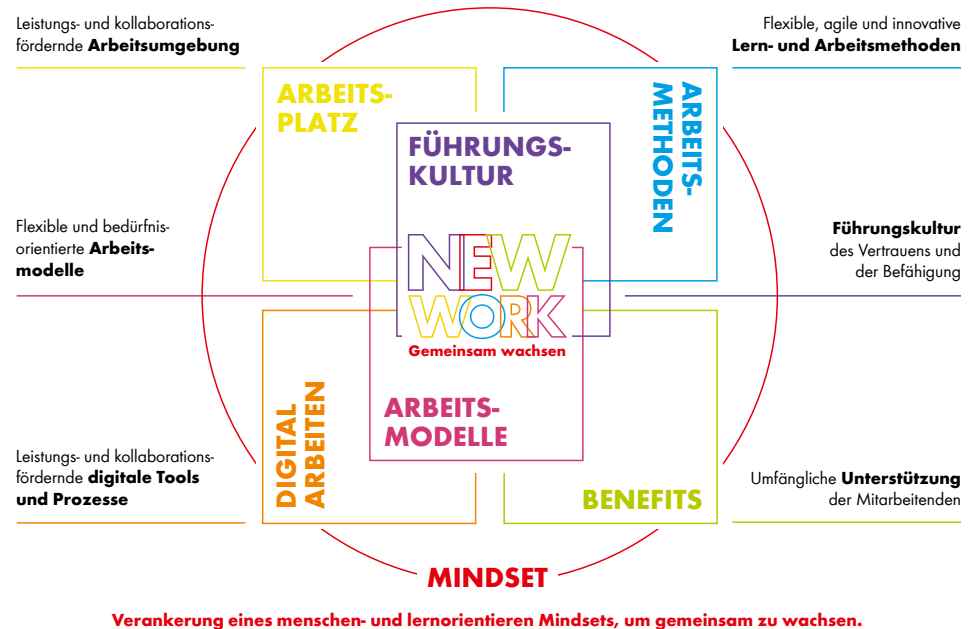 Leistungs- und kollaborations-
fördernde Arbeitsumgebung
Flexible, agile und innovative
Lern- und Arbeitsmethoden
ARBEITS-
PLATZ
ARBEITS-
METHODEN
FÜHRUNGS-
KULTUR
Flexible und bedürfnis-
orientierte Arbeits-
modelle
Führungskultur
des Vertrauens und
der Befähigung
NEW
WORK
Gemeinsam wachsen
DIGITAL
ARBEITEN
ARBEITS-
MODELLE
BENEFITS
Leistungs- und kollaborations-
fördernde digitale Tools
und Prozesse
Umfängliche Unterstützung
der Mitarbeitenden
MINDSET
Verankerung eines menschen- und lernorientieren Mindsets, um gemeinsam zu wachsen.